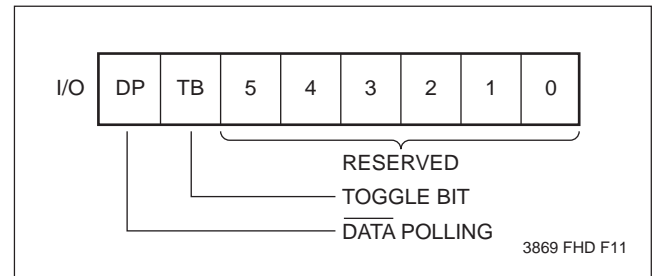 I/O DP TB 5 4 3 2 1 0
RESERVED
TOGGLE BIT
DATA POLLING
3869 FHD F11